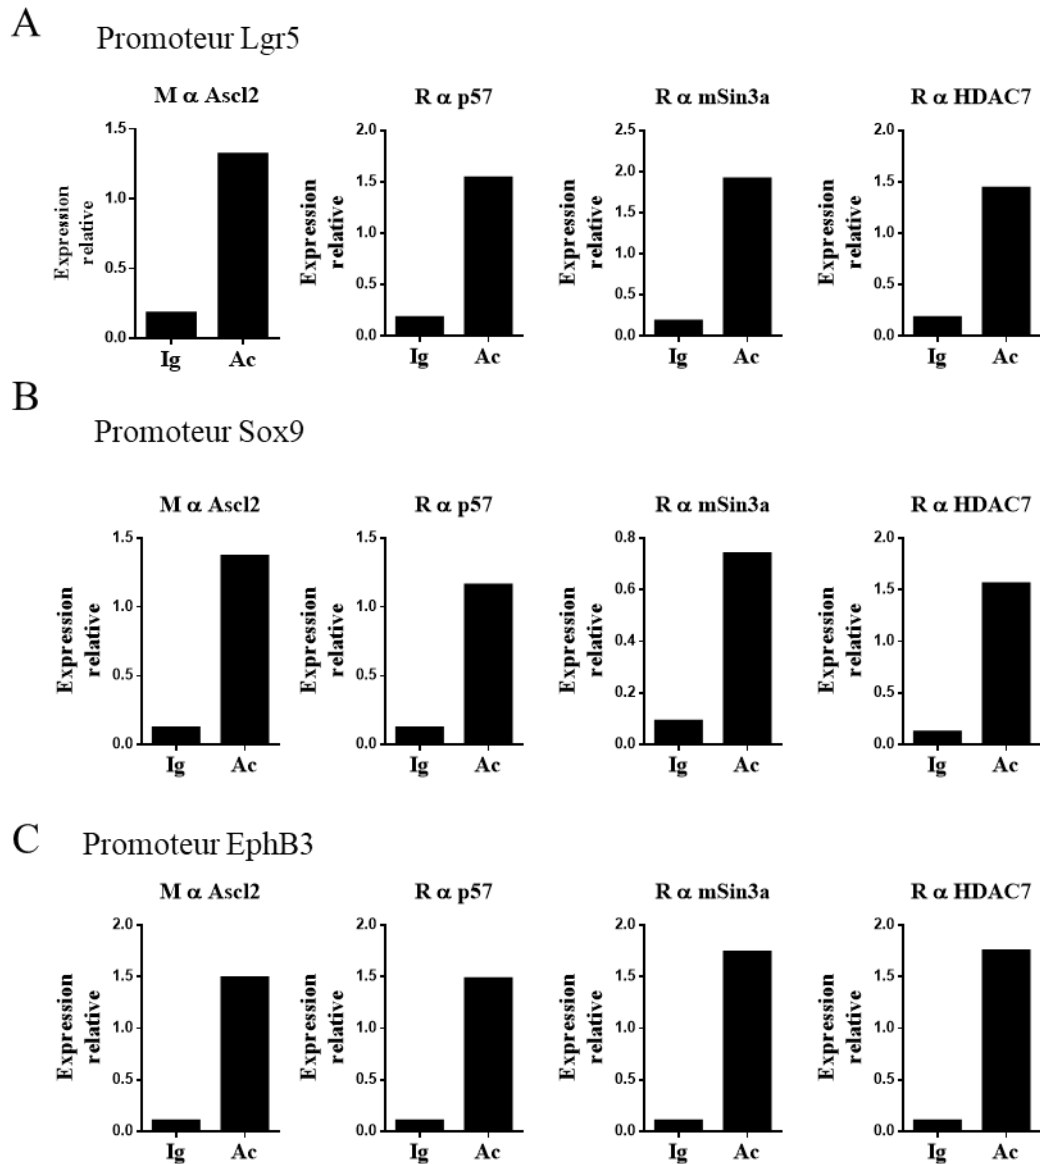 A
Promoteur Lgr5
M α Ascl2
R α p57
R α mSin3a
R α HDAC7
Expression
relative
1.5
1.0
0.5
0.0
Ig Ac
Expression
relative
2.0
1.5
1.0
0.5
0.0
Ig Ac
Expression
relative
2.5
2.0
1.5
1.0
0.5
0.0
Ig Ac
Expression
relative
2.0
1.5
1.0
0.5
0.0
Ig Ac
B
Promoteur Sox9
M α Ascl2
R α p57
R α mSin3a
R α HDAC7
Expression
relative
1.5
1.0
0.5
0.0
Ig Ac
Expression
relative
1.5
1.0
0.5
0.0
Ig Ac
Expression
relative
0.8
0.6
0.4
0.2
0.0
Ig Ac
Expression
relative
2.0
1.5
1.0
0.5
0.0
Ig Ac
C
Promoteur EphB3
M α Ascl2
R α p57
R α mSin3a
R α HDAC7
Expression
relative
2.0
1.5
1.0
0.5
0.0
Ig Ac
Expression
relative
2.0
1.5
1.0
0.5
0.0
Ig Ac
Expression
relative
2.0
1.5
1.0
0.5
0.0
Ig Ac
Expression
relative
2.0
1.5
1.0
0.5
0.0
Ig Ac